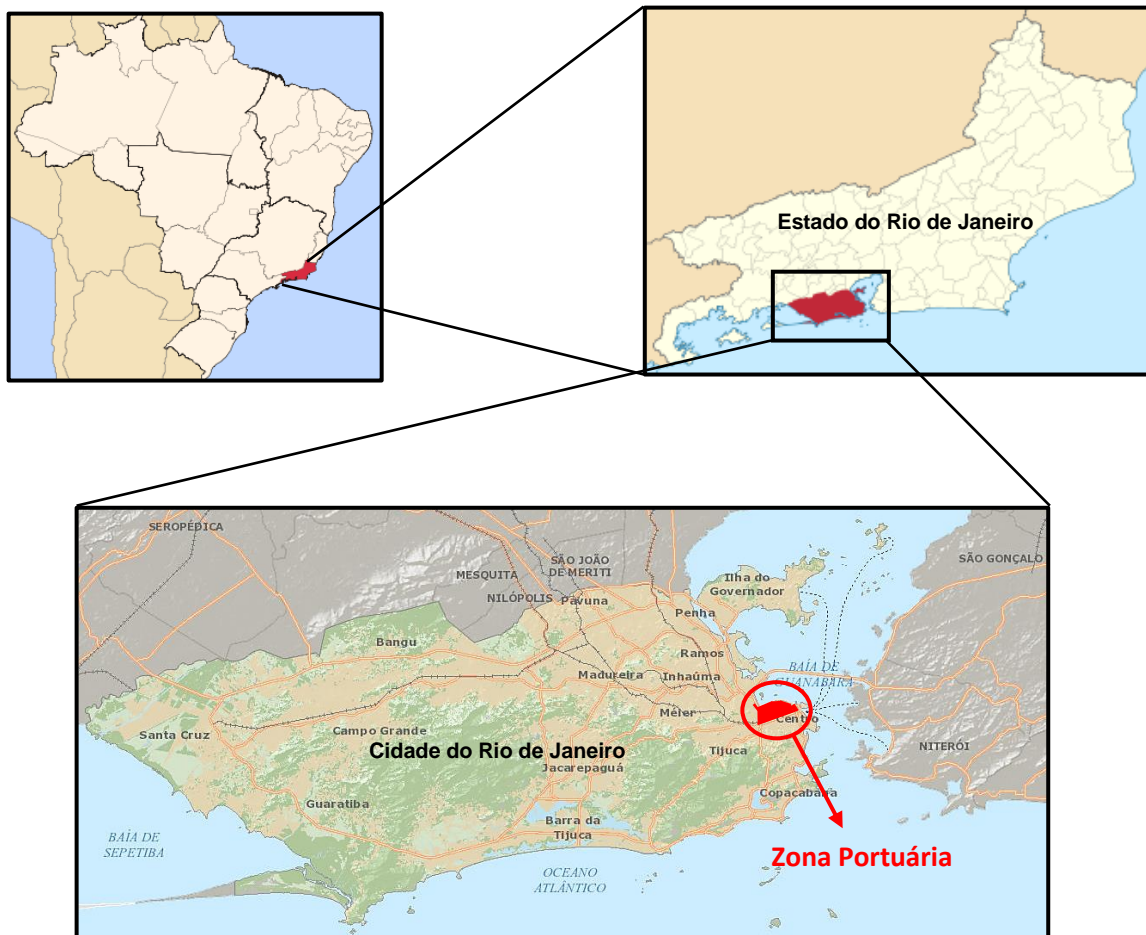 Estado do Rio de Janeiro
SEROPÉDICA
MESQUITA
SÃO JOÃO
DE MERITI
NILÓPOLIS
Pavuna
Ilha do
Governador
SÃO GONÇALO
Penha
Bangu
Ramos
Madureira
Inhaúma
BAÍA DE
GUANABARA
Méier
Centro
Santa Cruz
Campo Grande
Cidade do Rio de Janeiro
Tijuca
NITERÓI
Jacarepaguá
Copacabana
Guaratiba
Barra da
Tijuca
BAÍA DE
SEPETIBA
OCEANO
ATLÂNTICO
Zona Portuária